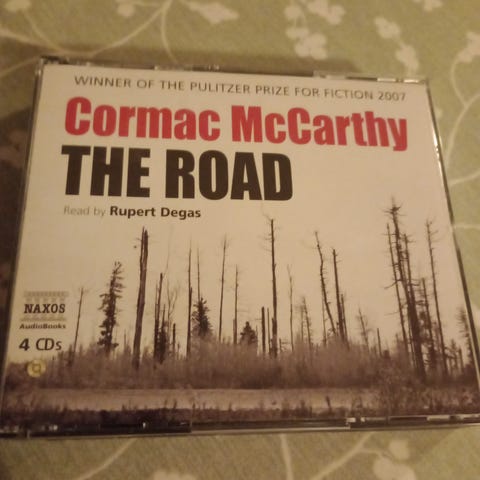 WINNER OF THE PULITZER PRIZE FOR FICTION 2007
Cormac McCarthy
THE ROAD
Read by Rupert Degas
NAXOS
AudioBooks
4 CDs